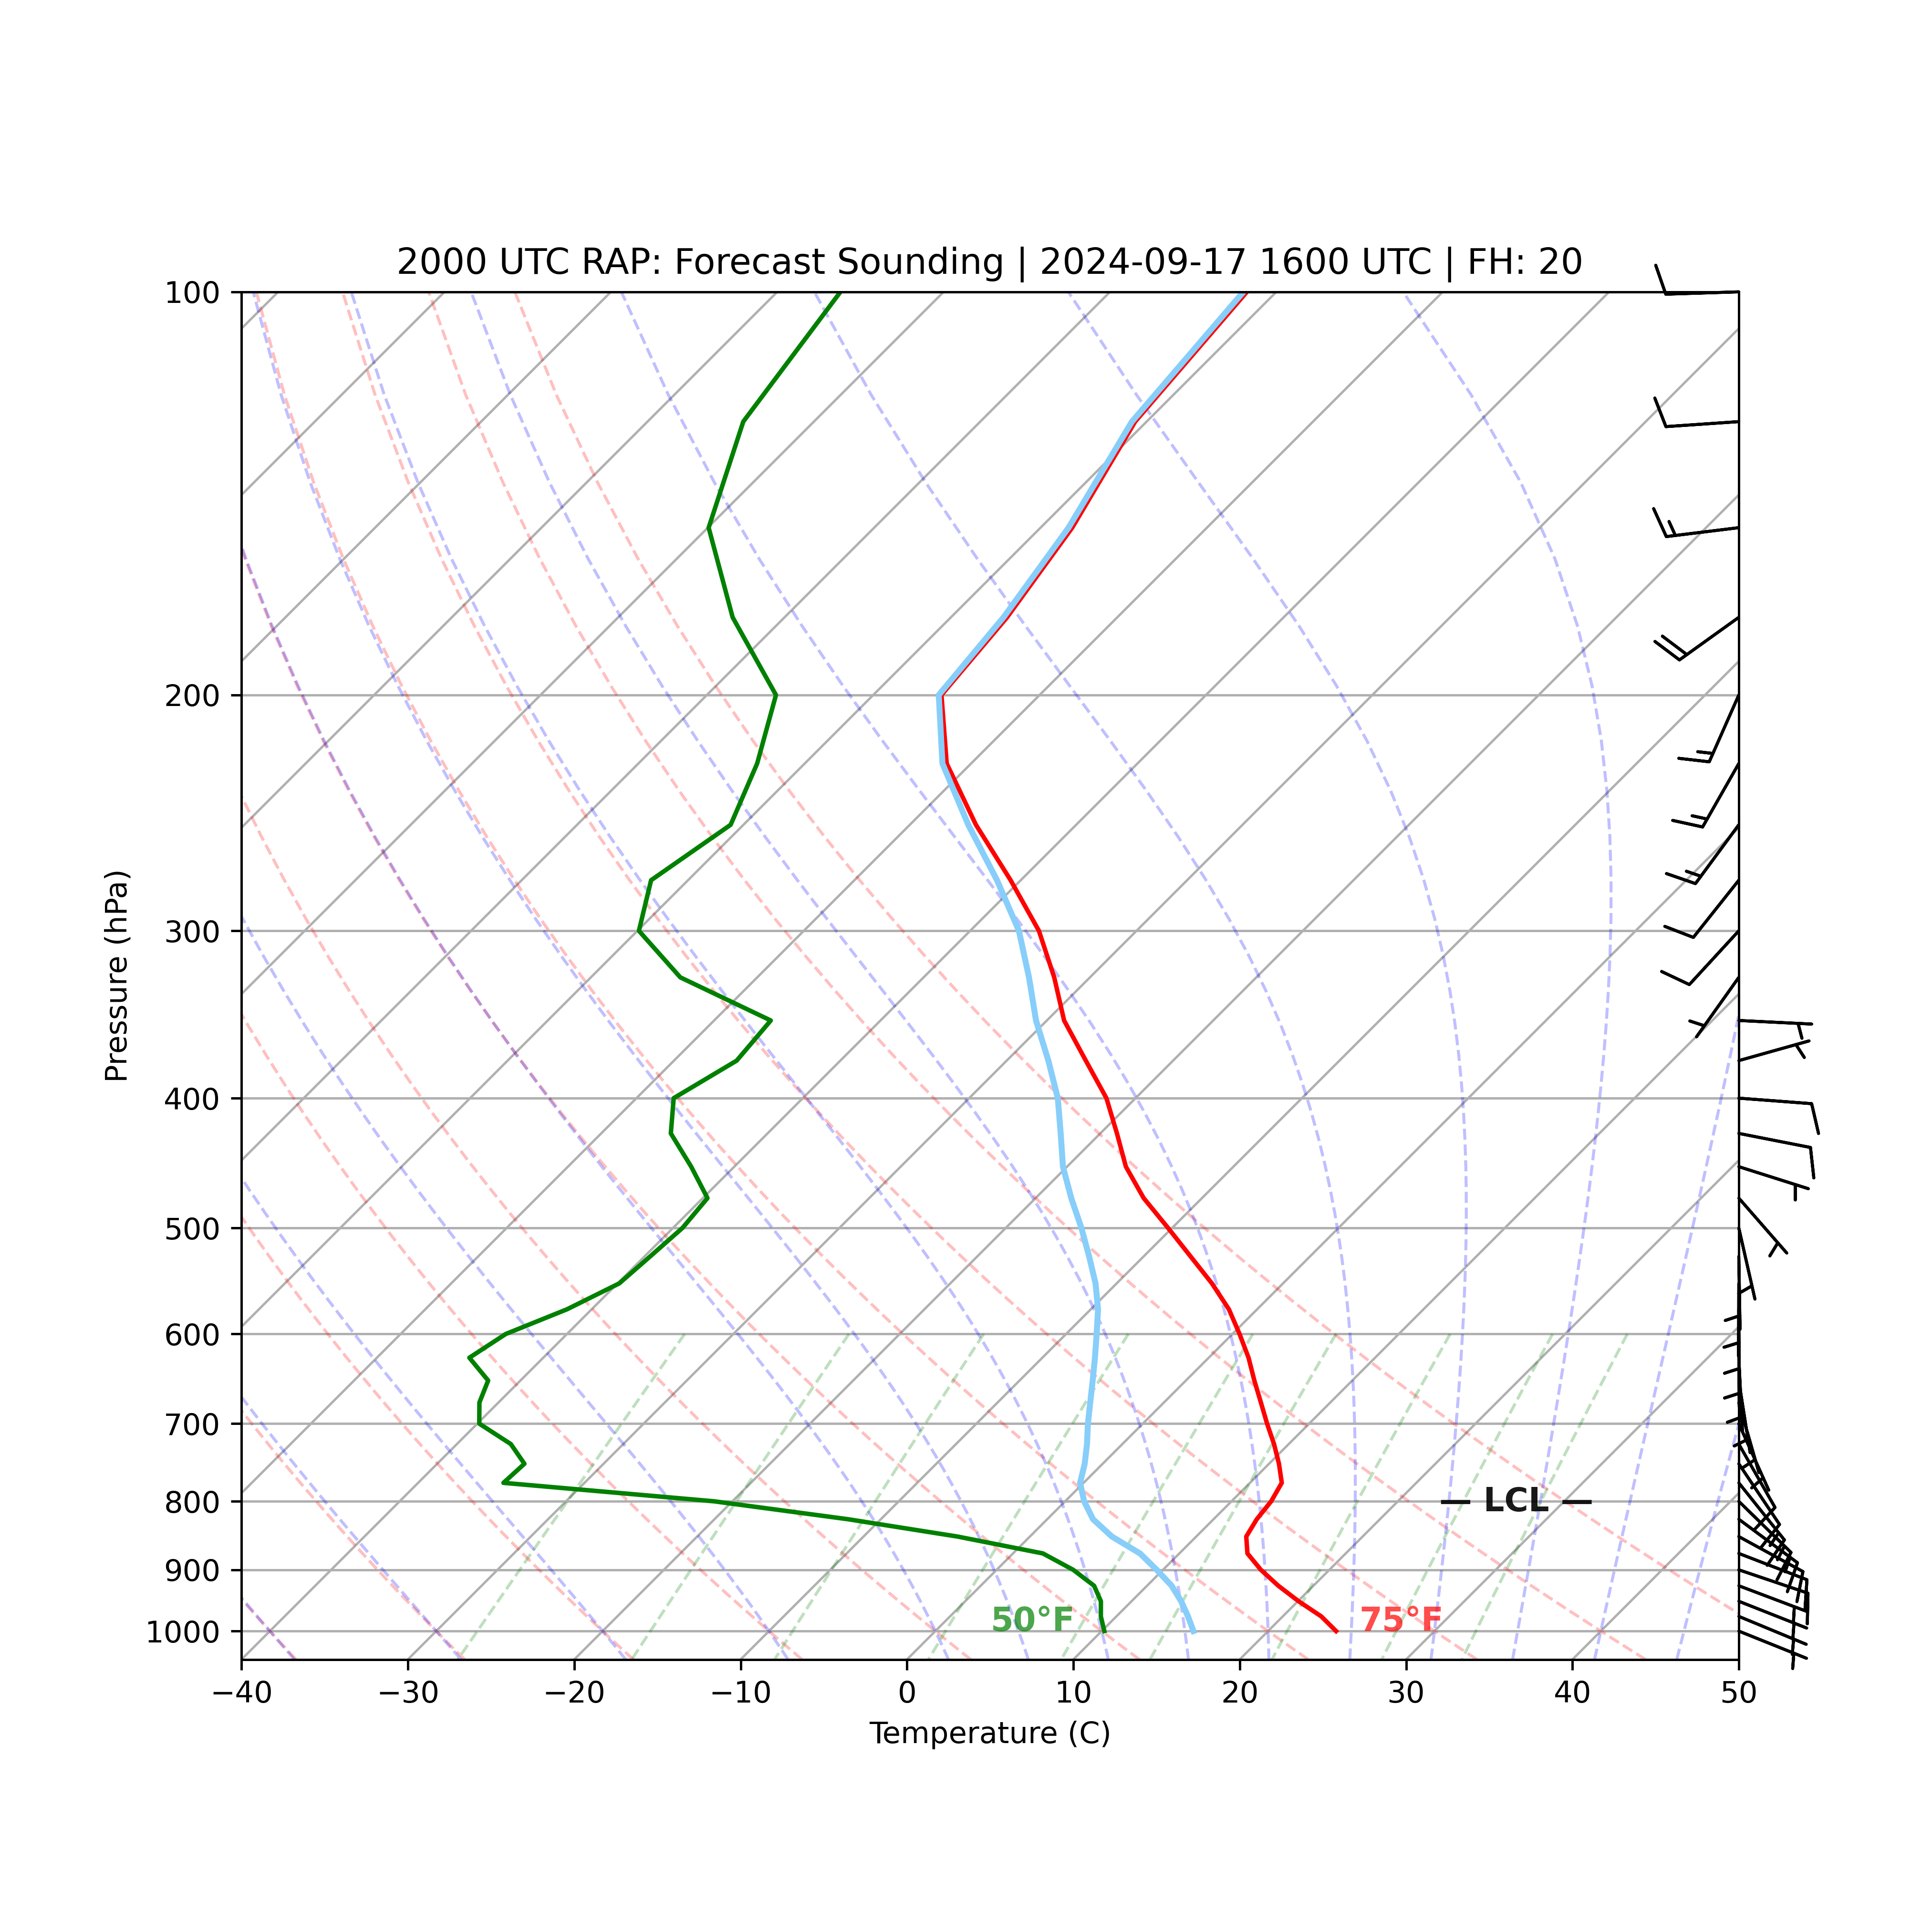 2000 UTC RAP: Forecast Sounding | 2024-09-17 1600 UTC | FH: 20
100
200
300
400
500
600
700
800
900
1000
Pressure (hPa)
— LCL —
50°F
75°F
−40 −30 −20 −10 0 10 20 30 40 50
Temperature (C)